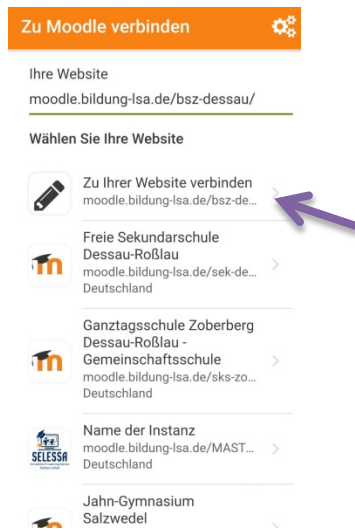 Zu Moodle verbinden
Ihre Website
moodle.bildung-lsa.de/bsz-dessau/
Wählen Sie Ihre Website
Zu Ihrer Website verbinden
moodle.bildung-lsa.de/bsz-de...
Freie Sekundarschule
Dessau-Roßlau
moodle.bildung-lsa.de/sek-de...
Deutschland
Ganztagsschule Zoberberg
Dessau-Roßlau -
Gemeinschaftsschule
moodle.bildung-lsa.de/sks-zo...
Deutschland
SELESSA
Name der Instanz
moodle.bildung-lsa.de/MAST...
Deutschland
Jahn-Gymnasium
Salzwedel